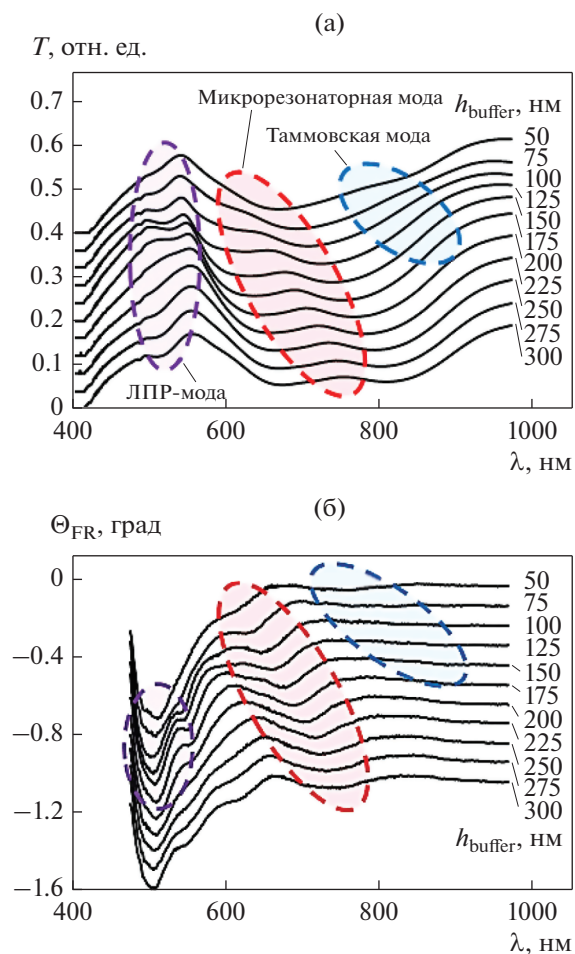 (а)
T, отн. ед.
Микрорезонаторная мода
h_buffer, нм
Таммовская мода
0.7
0.6
0.5
0.4
0.3
0.2
0.1
0
50
75
100
125
150
175
200
225
250
275
300
ЛПР-мода
400 600 800 1000
λ, нм
(б)
Θ_FR, град
0
−0.4
−0.8
−1.2
−1.6
50
75
100
125
150
175
200
225
250
275
300
h_buffer, нм
400 600 800 1000
λ, нм